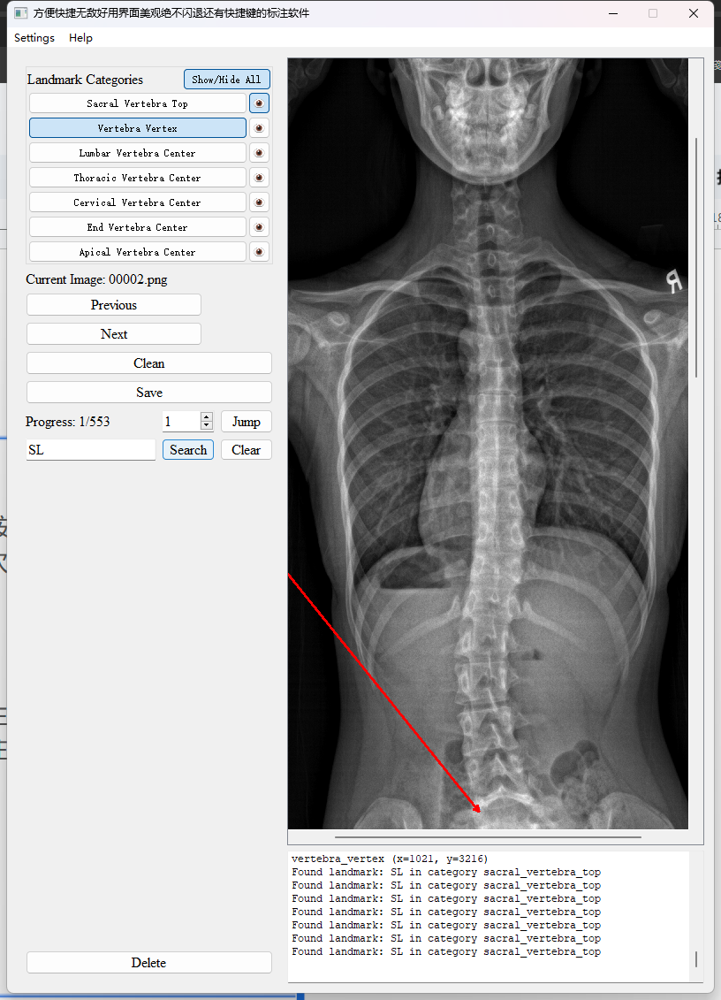 方便快捷无敌好用界面美观绝不闪退还有快捷键的标注软件
Settings Help
Landmark Categories Show/Hide All
Sacral Vertebra Top
Vertebra Vertex
Lumbar Vertebra Center
Thoracic Vertebra Center
Cervical Vertebra Center
End Vertebra Center
Apical Vertebra Center
Current Image: 00002.png
Previous
Next
Clean
Save
Progress: 1/553 1 Jump
SL Search Clear
Delete
R
vertebra_vertex (x=1021, y=3216)
Found landmark: SL in category sacral_vertebra_top
Found landmark: SL in category sacral_vertebra_top
Found landmark: SL in category sacral_vertebra_top
Found landmark: SL in category sacral_vertebra_top
Found landmark: SL in category sacral_vertebra_top
Found landmark: SL in category sacral_vertebra_top
Found landmark: SL in category sacral_vertebra_top